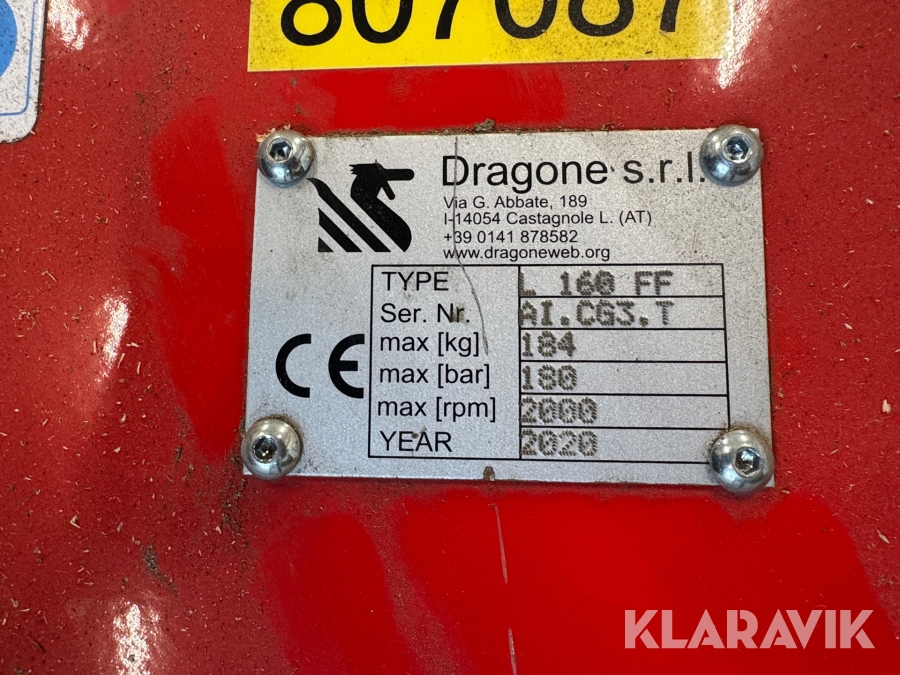 807087
Dragone s.r.l.
Via G. Abbate, 189
I-14054 Castagnole L. (AT)
+39 0141 878582
www.dragoneweb.org
TYPE L 160 FF
Ser. Nr. AI.CG3.T
max [kg] 184
max [bar] 180
max [rpm] 2000
YEAR 2020
CE
KLARAVIK